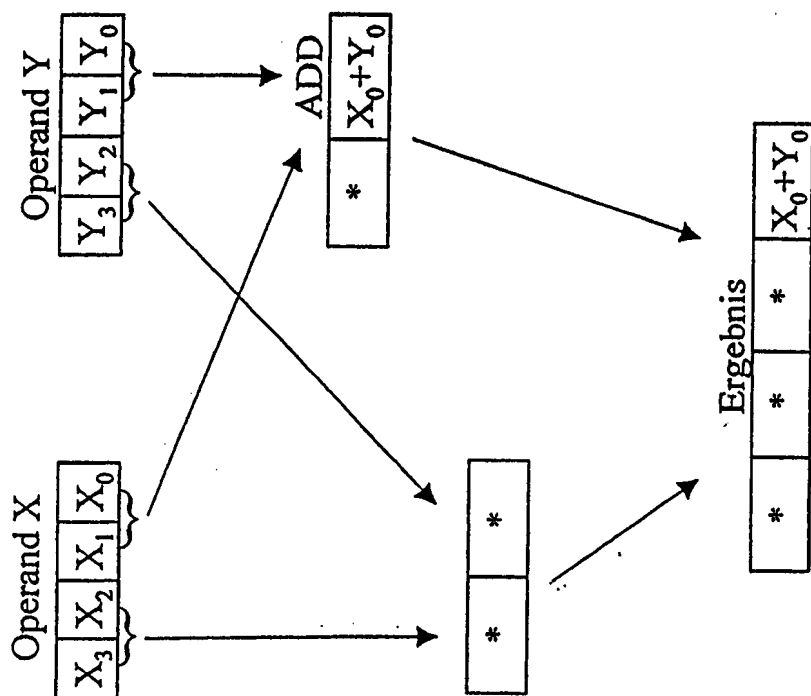 Operand X
X₃ X₂ X₁ X₀
Operand Y
Y₃ Y₂ Y₁ Y₀
ADD
* X₀+Y₀
* *
Ergebnis
* * * X₀+Y₀